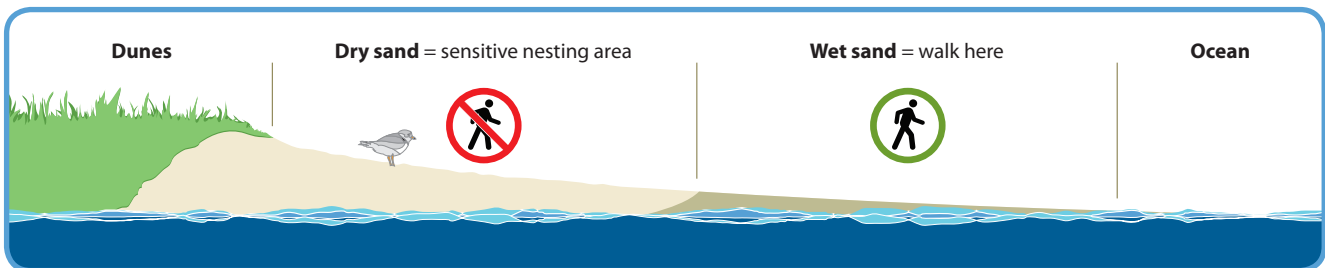 Dunes
Dry sand = sensitive nesting area
Wet sand = walk here
Ocean